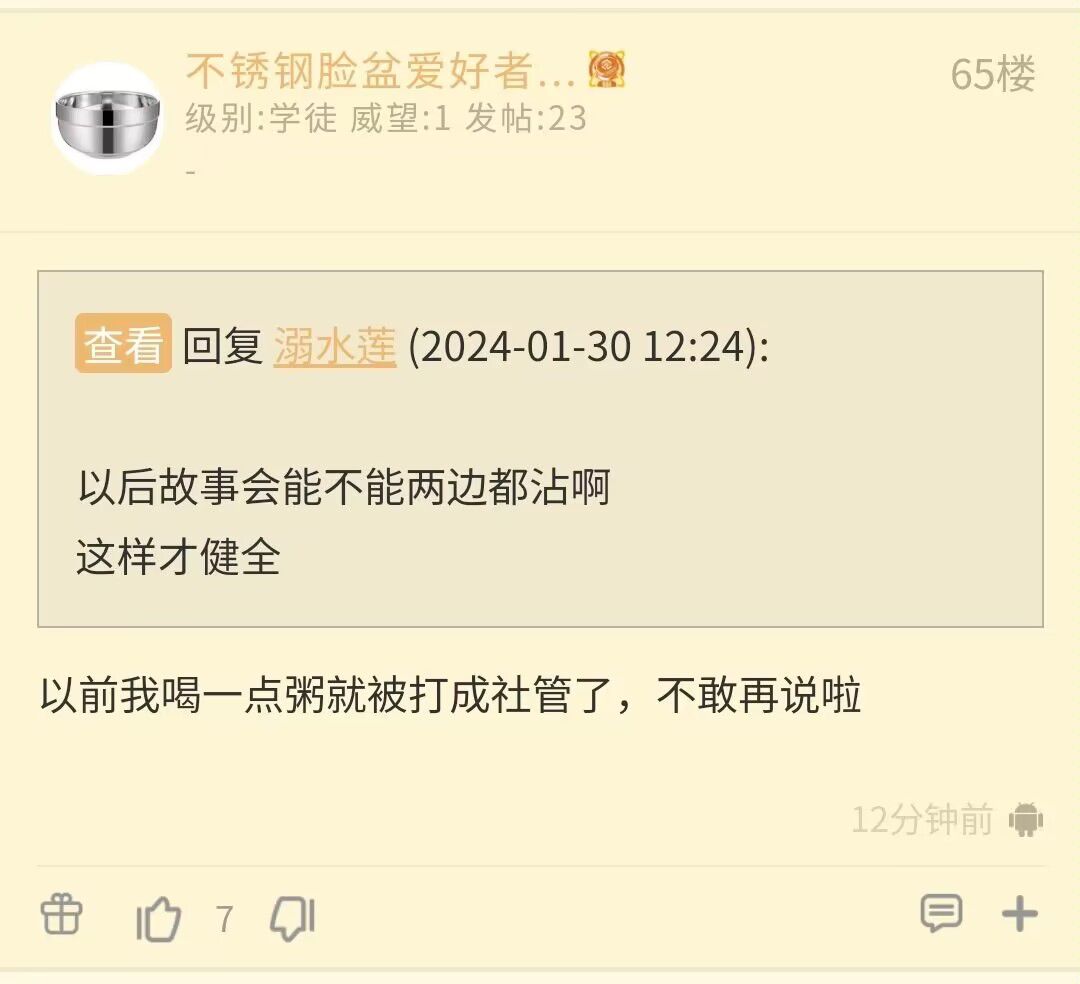 不锈钢脸盆爱好者...
65楼
级别:学徒 威望:1 发帖:23
-
查看 回复 溺水莲 (2024-01-30 12:24):
以后故事会能不能两边都沾啊
这样才健全
以前我喝一点粥就被打成社管了，不敢再说啦
12分钟前
7